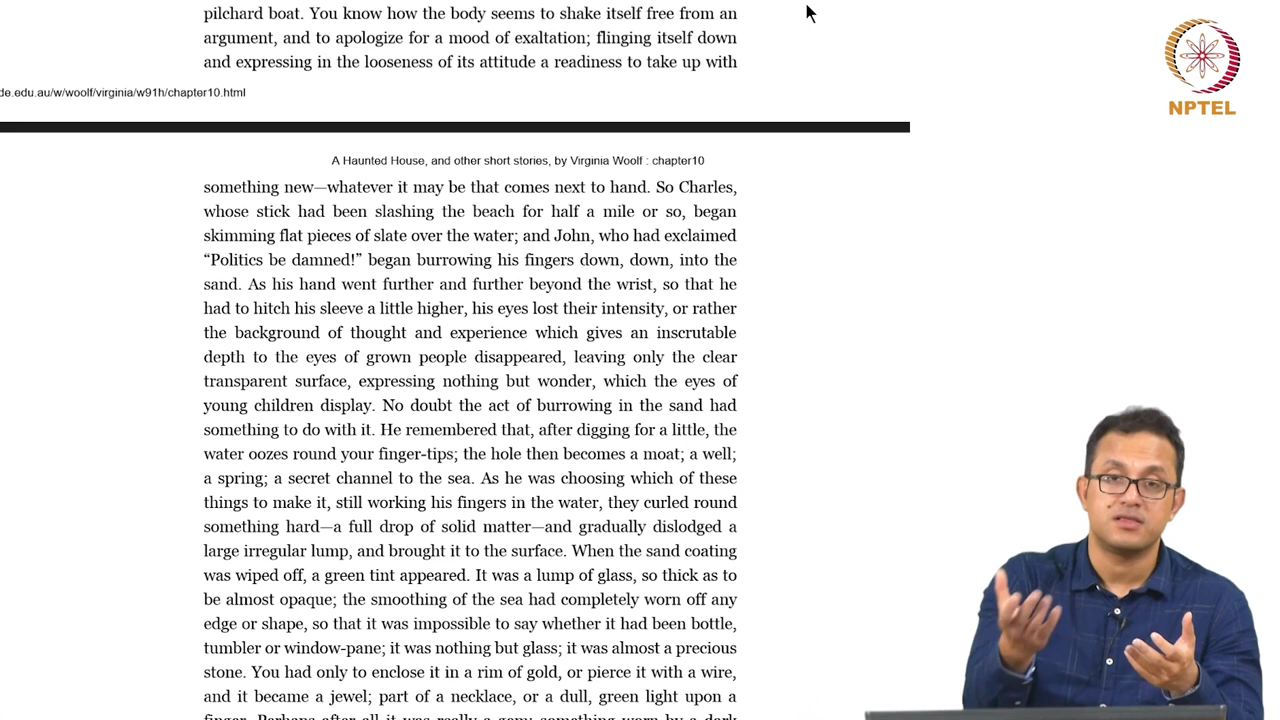 pilchard boat. You know how the body seems to shake itself free from an
argument, and to apologize for a mood of exaltation; flinging itself down
and expressing in the looseness of its attitude a readiness to take up with
de.edu.au/w/woolf/virginia/w91h/chapter10.html
NPTEL
A Haunted House, and other short stories, by Virginia Woolf : chapter10
something new—whatever it may be that comes next to hand. So Charles,
whose stick had been slashing the beach for half a mile or so, began
skimming flat pieces of slate over the water; and John, who had exclaimed
“Politics be damned!” began burrowing his fingers down, down, into the
sand. As his hand went further and further beyond the wrist, so that he
had to hitch his sleeve a little higher, his eyes lost their intensity, or rather
the background of thought and experience which gives an inscrutable
depth to the eyes of grown people disappeared, leaving only the clear
transparent surface, expressing nothing but wonder, which the eyes of
young children display. No doubt the act of burrowing in the sand had
something to do with it. He remembered that, after digging for a little, the
water oozes round your finger-tips; the hole then becomes a moat; a well;
a spring; a secret channel to the sea. As he was choosing which of these
things to make it, still working his fingers in the water, they curled round
something hard—a full drop of solid matter—and gradually dislodged a
large irregular lump, and brought it to the surface. When the sand coating
was wiped off, a green tint appeared. It was a lump of glass, so thick as to
be almost opaque; the smoothing of the sea had completely worn off any
edge or shape, so that it was impossible to say whether it had been bottle,
tumbler or window-pane; it was nothing but glass; it was almost a precious
stone. You had only to enclose it in a rim of gold, or pierce it with a wire,
and it became a jewel; part of a necklace, or a dull, green light upon a
finger. Perhaps after all it was really a gem; something worn by a dark